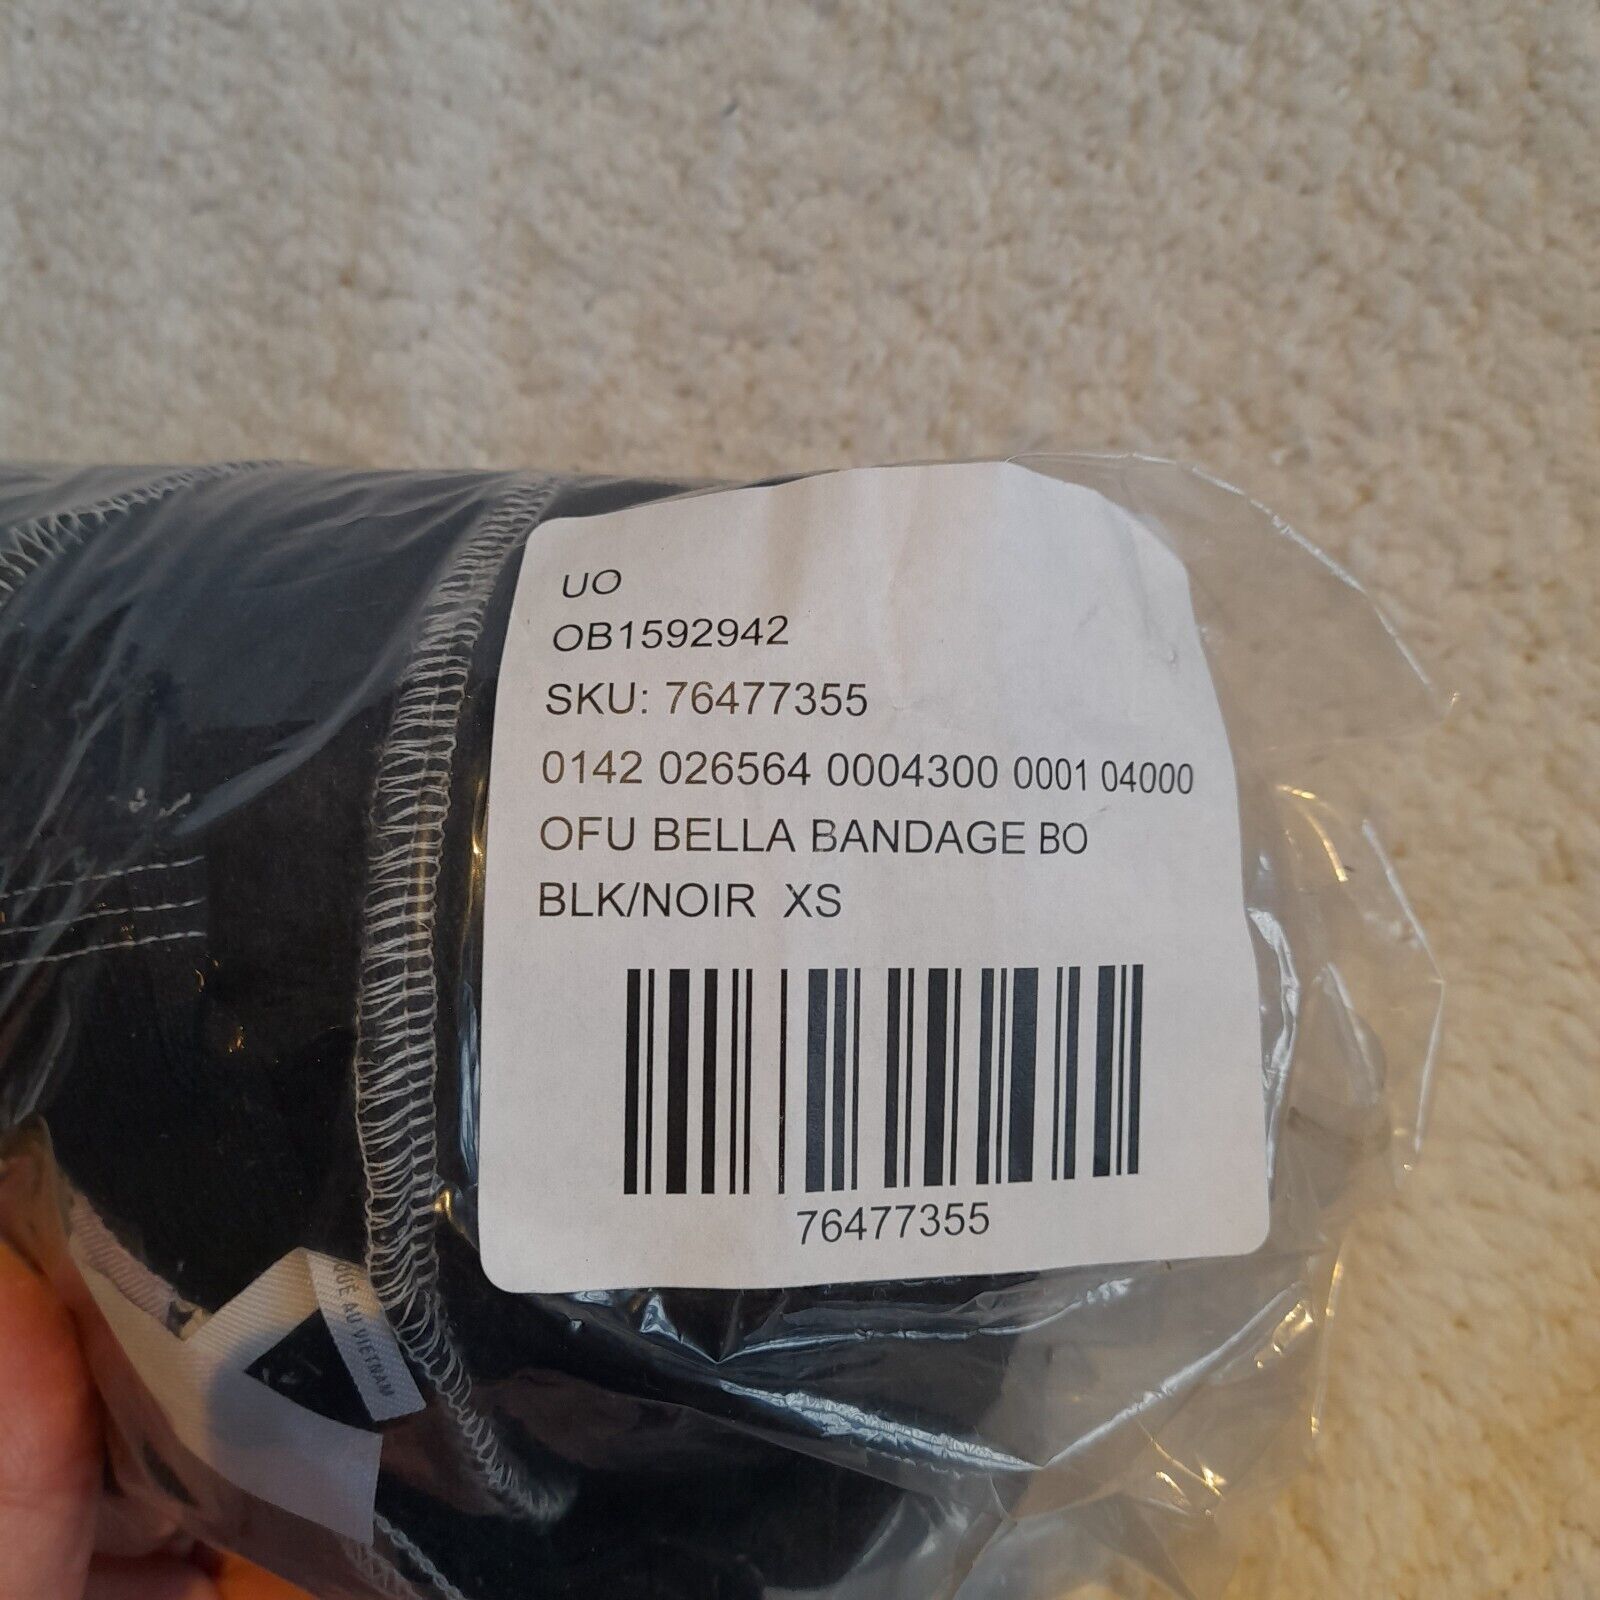 UO
OB1592942
SKU: 76477355
0142 026564 0004300 0001 04000
OFU BELLA BANDAGE BO
BLK/NOIR XS
76477355
QUÉ AU VIETNAM